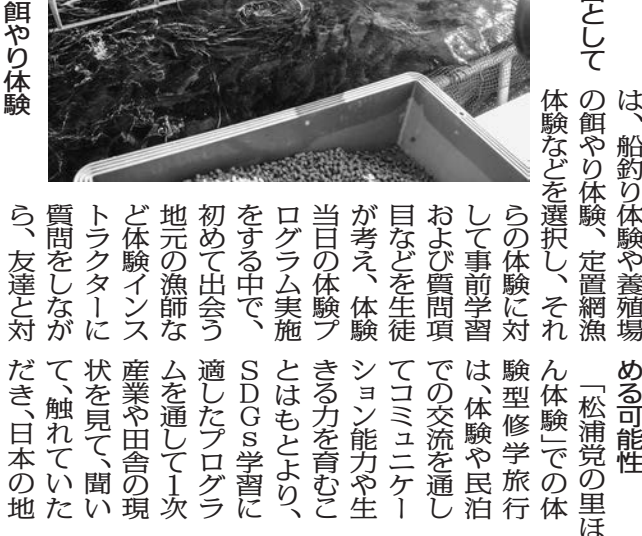 は、船釣り体験や養殖場
の餌やり体験、定置網漁
体験などを選択し、それ
らの体験に対
して事前学習
および質問項
目などを生徒
が考え、体験
当日の体験プ
ログラム実施
をする中で、
初めて出会う
地元の漁師な
ど体験インス
トラクターに
質問をしなが
ら、友達と対
として
餌やり体験
める可能性
「松浦党の里ほ
ん体験」での体
験型修学旅行
は、体験や民泊
での交流を通し
てコミュニケー
ション能力や生
きる力を育むこ
とはもとより、
SDGs学習に
適したプログラ
ムを通して1次
産業や田舎の現
状を見て、聞い
て、触れていた
だき、日本の地